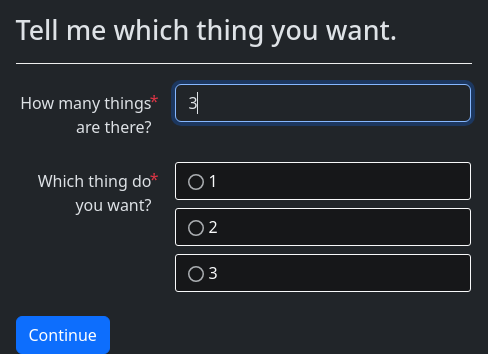 Tell me which thing you want.
How many things*
are there?
3
Which thing do*
you want?
1
2
3
Continue